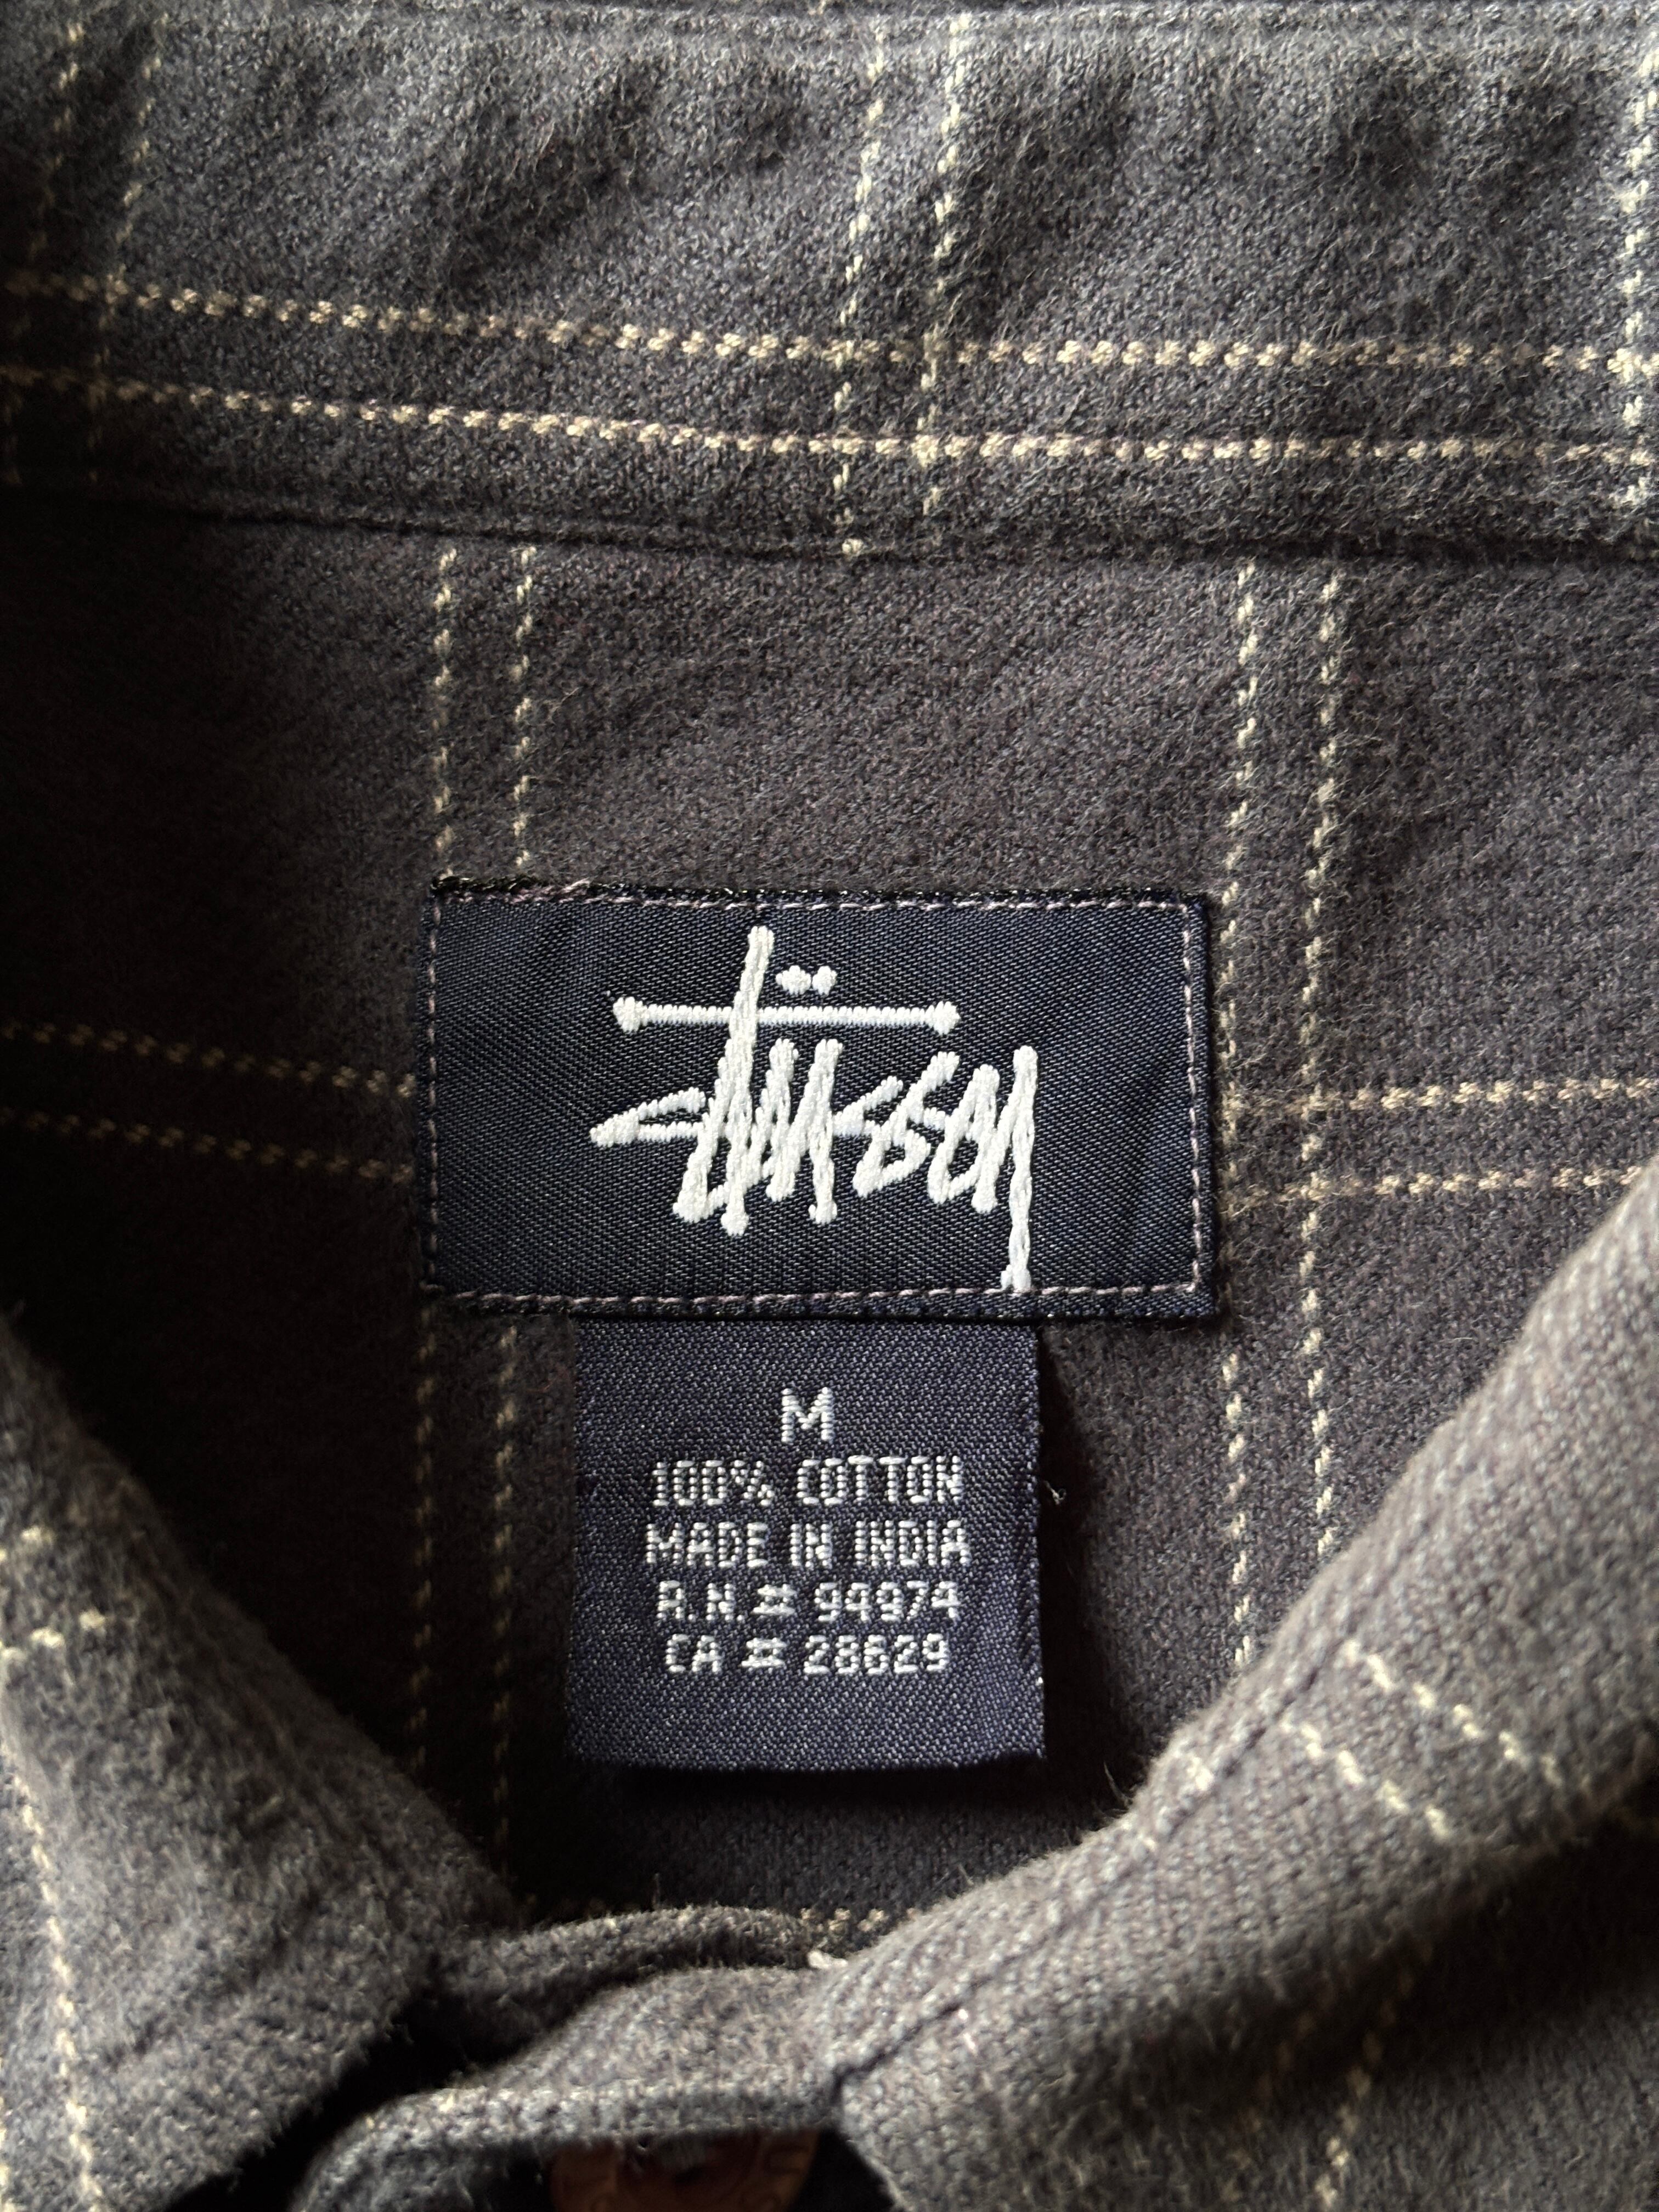 Stüssy
M
100% COTTON
MADE IN INDIA
R.N.# 94974
CA # 28629